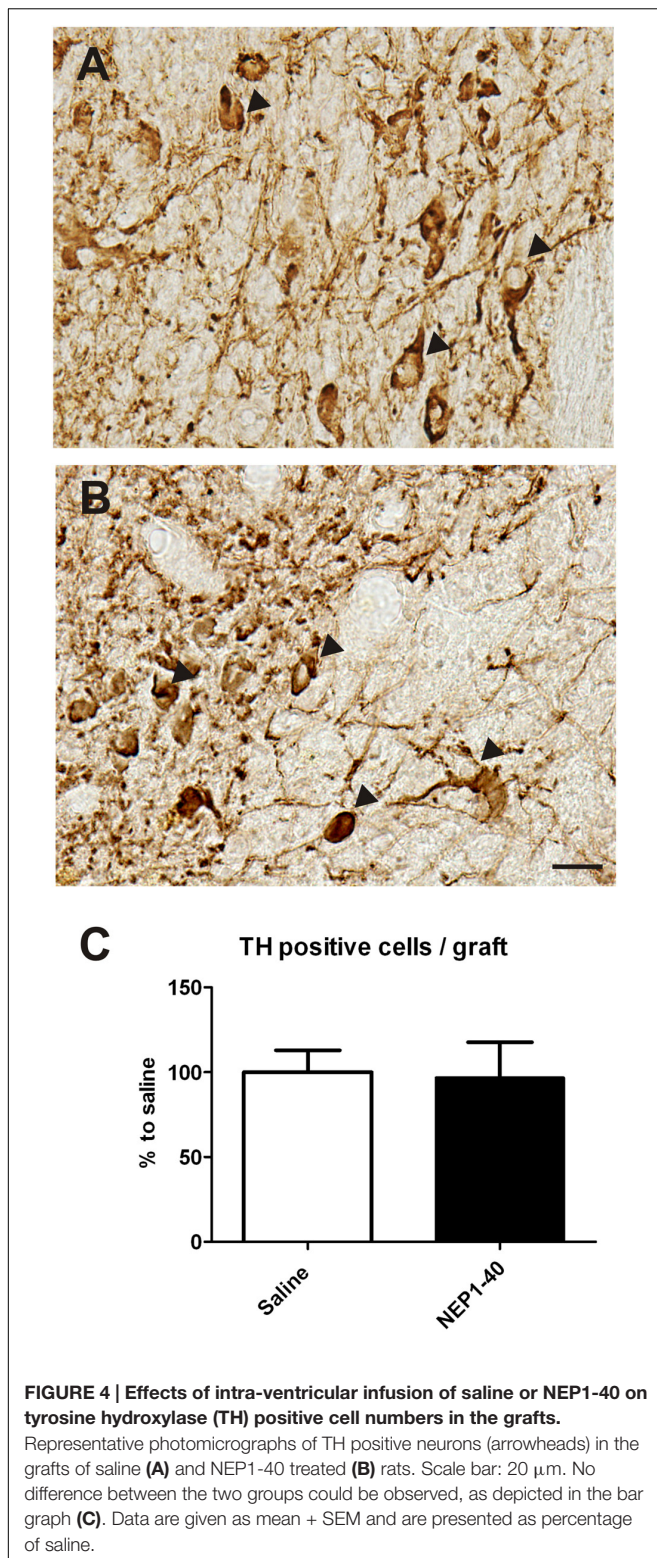 A
B
C
TH positive cells / graft
150
100
50
0
% to saline
Saline
NEP1-40
FIGURE 4 | Effects of intra-ventricular infusion of saline or NEP1-40 on
tyrosine hydroxylase (TH) positive cell numbers in the grafts.
Representative photomicrographs of TH positive neurons (arrowheads) in the
grafts of saline (A) and NEP1-40 treated (B) rats. Scale bar: 20 μm. No
difference between the two groups could be observed, as depicted in the bar
graph (C). Data are given as mean + SEM and are presented as percentage
of saline.